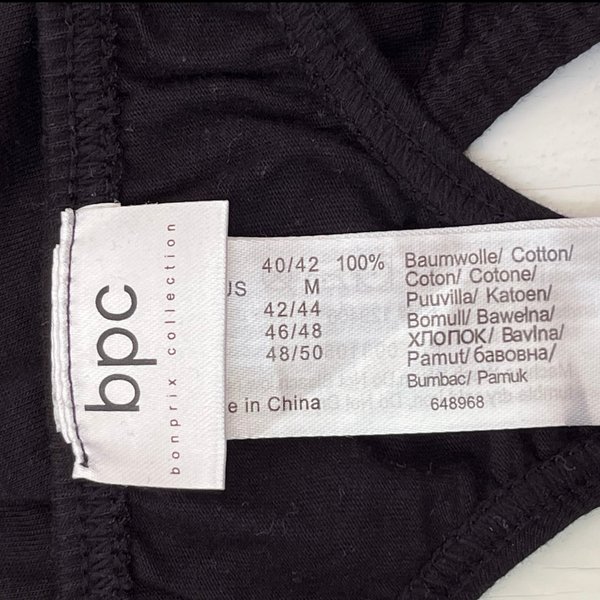 bpc
bonprix collection
40/42 100%
US M
42/44
46/48
48/50
e in China
Baumwolle/ Cotton/
Coton/ Cotone/
Puuvilla/ Katoen/
Bomull/ Bawełna/
ХЛОПОК/ Bavlna/
Pamut/ бавовна/
Bumbac/ Pamuk
648968